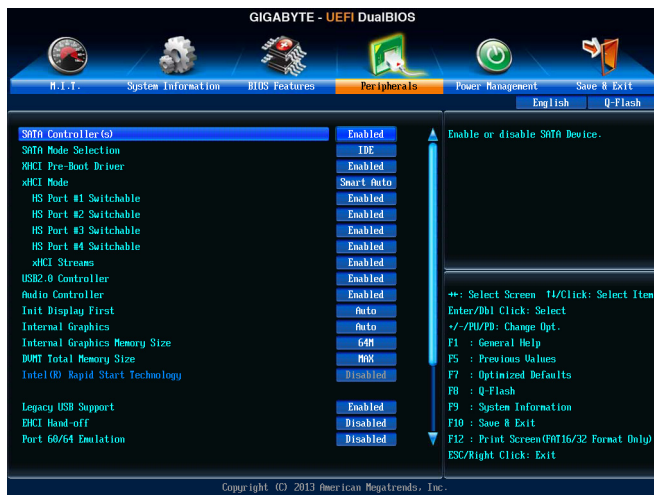 GIGABYTE - UEFI DualBIOS
M.I.T. System Information BIOS Features Peripherals Power Management Save & Exit
English Q-Flash
SATA Controller(s) Enabled
SATA Mode Selection IDE
XHCI Pre-Boot Driver Enabled
xHCI Mode Smart Auto
HS Port #1 Switchable Enabled
HS Port #2 Switchable Enabled
HS Port #3 Switchable Enabled
HS Port #4 Switchable Enabled
xHCI Streams Enabled
USB2.0 Controller Enabled
Audio Controller Enabled
Init Display First Auto
Internal Graphics Auto
Internal Graphics Memory Size 64M
DVMT Total Memory Size MAX
Intel(R) Rapid Start Technology Disabled
Legacy USB Support Enabled
EHCI Hand-off Disabled
Port 60/64 Emulation Disabled
Enable or disable SATA Device.
→←: Select Screen ↑↓/Click: Select Item
Enter/Dbl Click: Select
+/-/PU/PD: Change Opt.
F1 : General Help
F5 : Previous Values
F7 : Optimized Defaults
F8 : Q-Flash
F9 : System Information
F10 : Save & Exit
F12 : Print Screen(FAT16/32 Format Only)
ESC/Right Click: Exit
Copyright (C) 2013 American Megatrends, Inc.